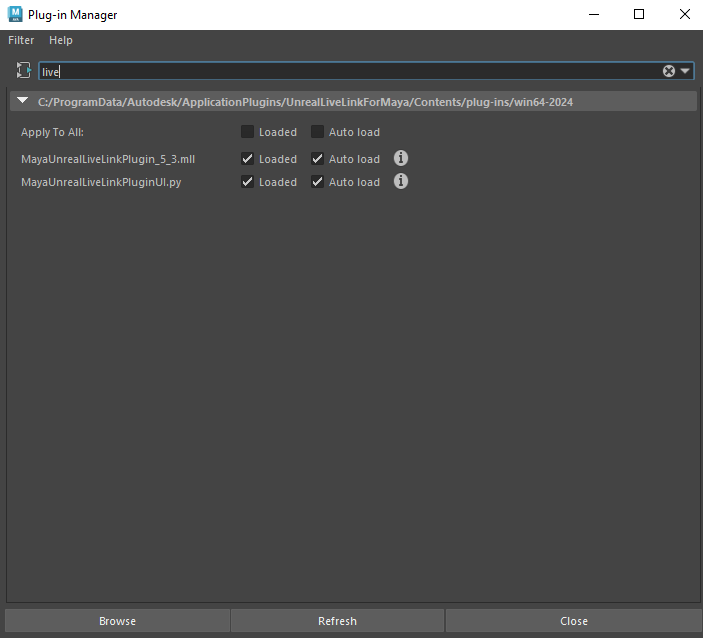 Plug-in Manager
Filter Help
live
C:/ProgramData/Autodesk/ApplicationPlugins/UnrealLiveLinkForMaya/Contents/plug-ins/win64-2024
Apply To All: Loaded Auto load
MayaUnrealLiveLinkPlugin_5_3.mll Loaded Auto load
MayaUnrealLiveLinkPluginUI.py Loaded Auto load
Browse Refresh Close